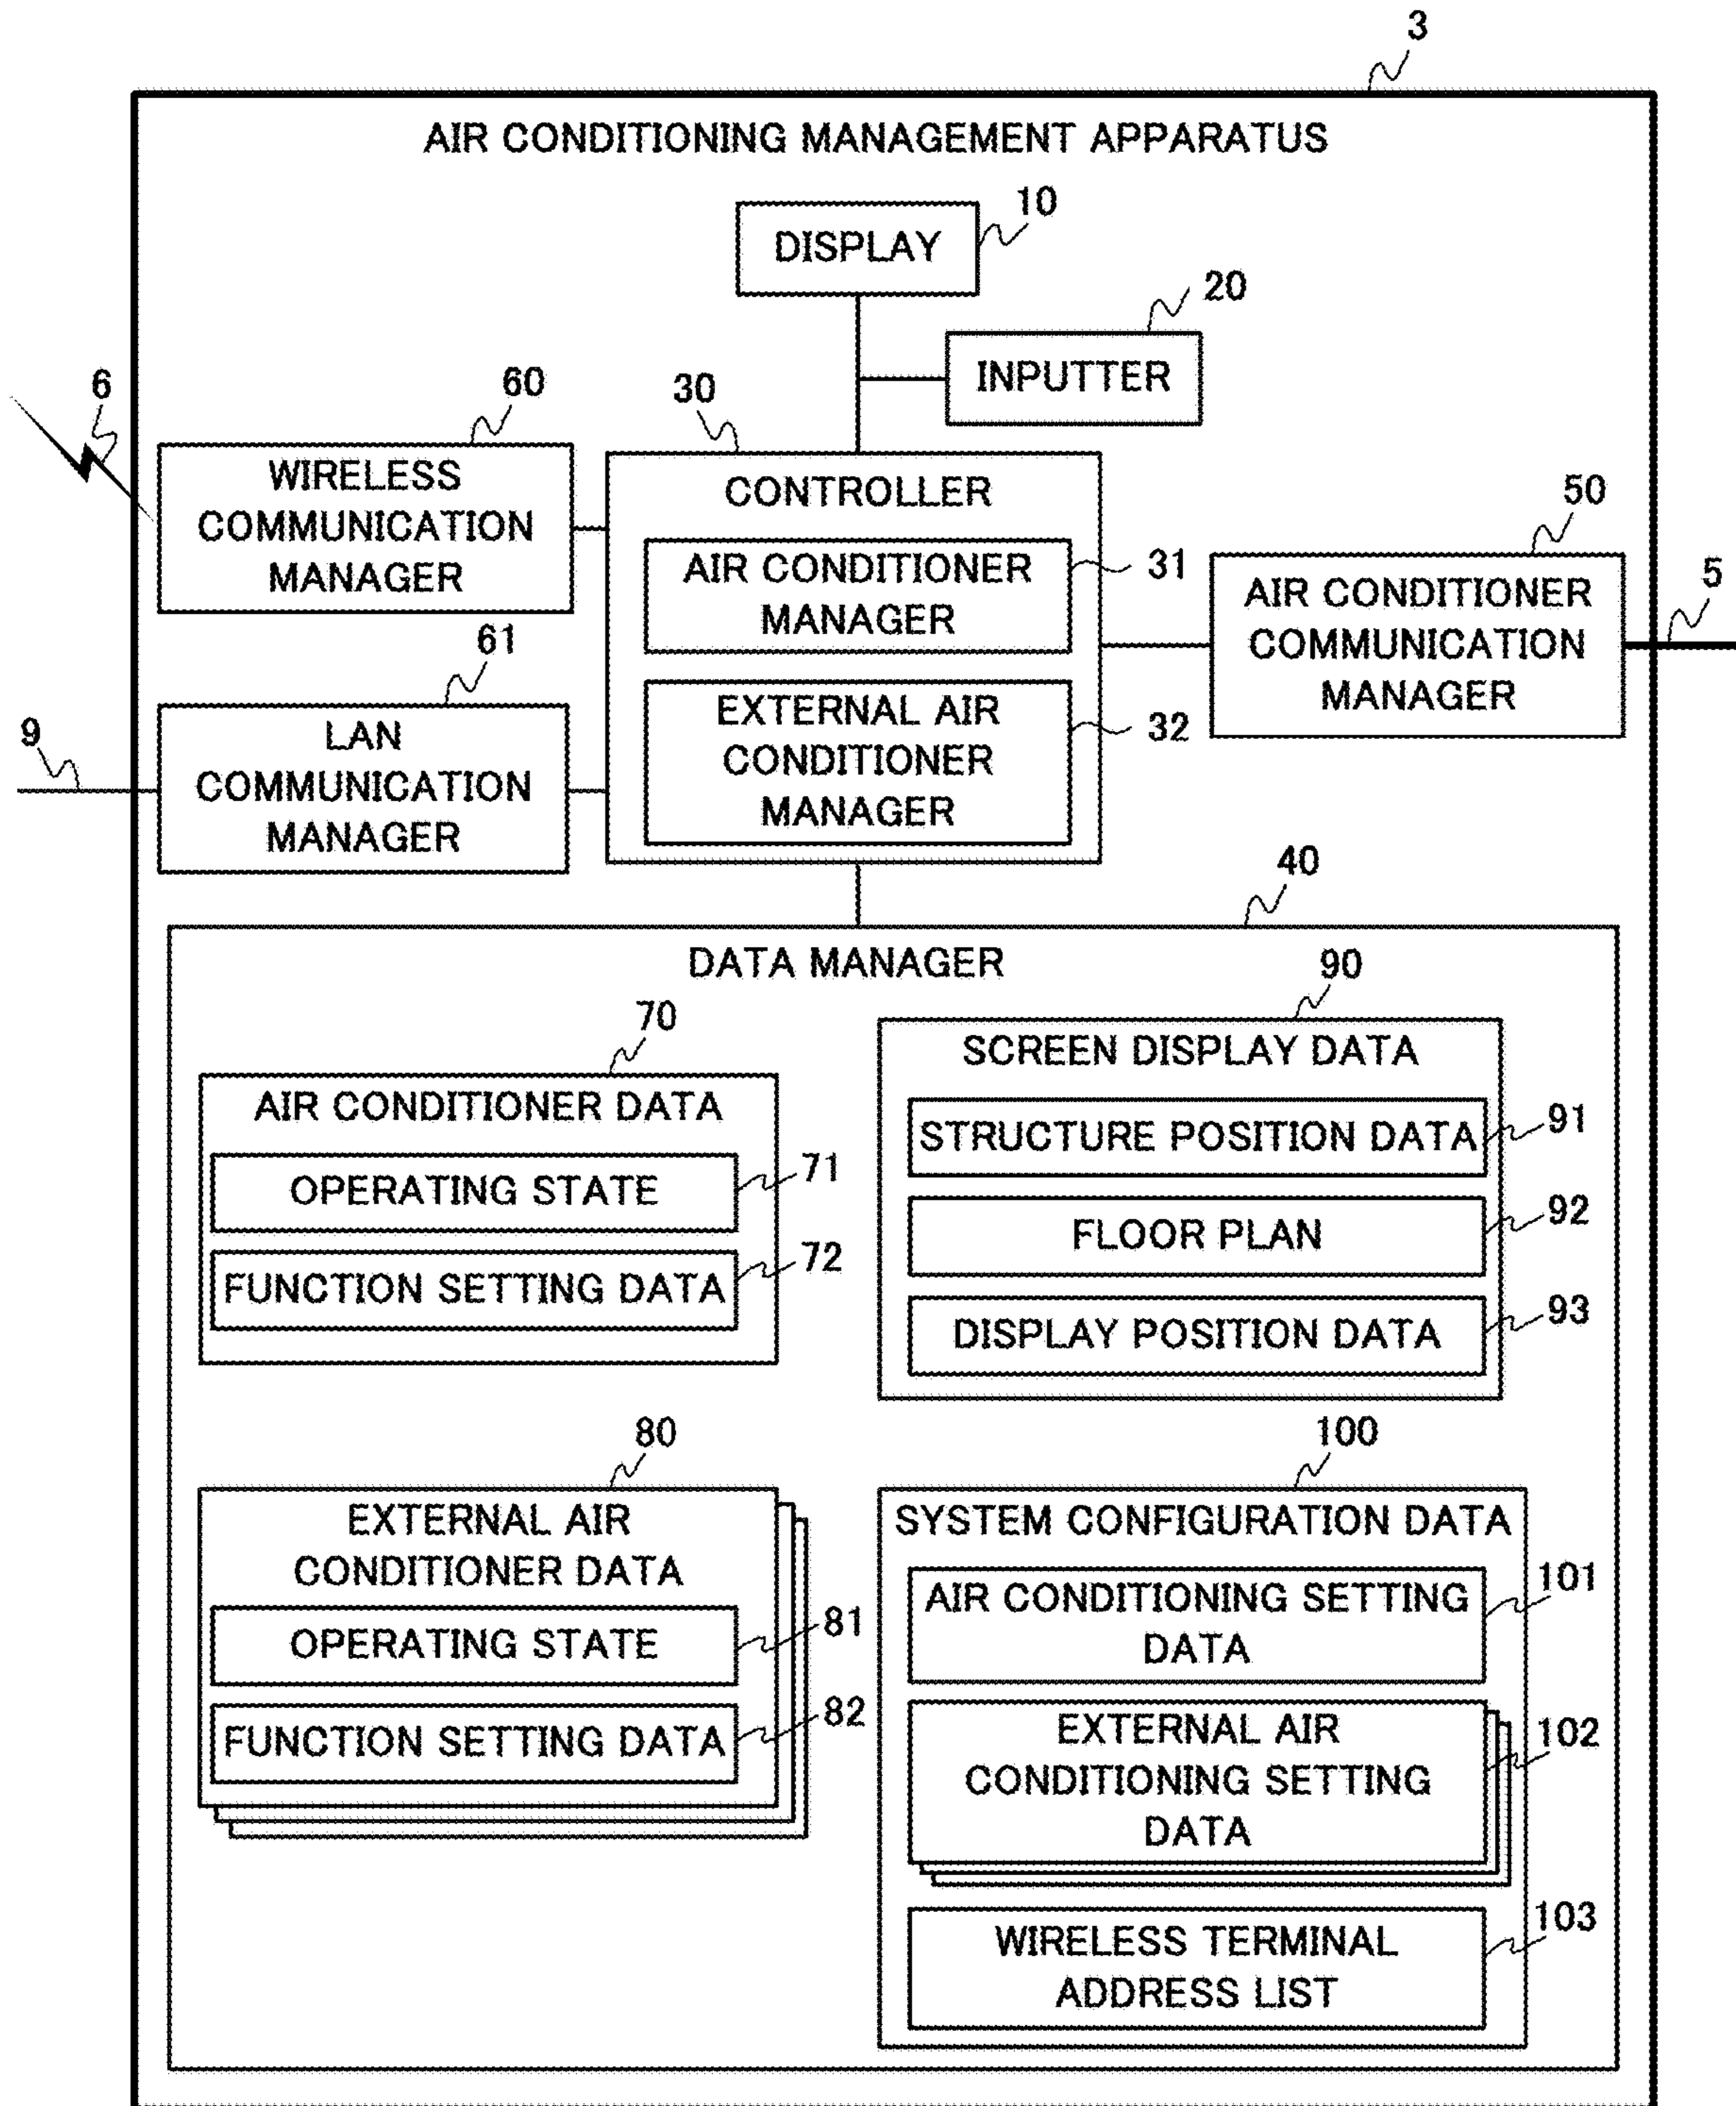 3
AIR CONDITIONING MANAGEMENT APPARATUS
10
DISPLAY
20
INPUTTER
6
60
WIRELESS
COMMUNICATION
MANAGER
30
CONTROLLER
AIR CONDITIONER
MANAGER
31
EXTERNAL AIR
CONDITIONER
MANAGER
32
50
AIR CONDITIONER
COMMUNICATION
MANAGER
5
61
LAN
COMMUNICATION
MANAGER
9
40
DATA MANAGER
70
AIR CONDITIONER DATA
OPERATING STATE
71
FUNCTION SETTING DATA
72
90
SCREEN DISPLAY DATA
STRUCTURE POSITION DATA
91
FLOOR PLAN
92
DISPLAY POSITION DATA
93
80
EXTERNAL AIR
CONDITIONER DATA
OPERATING STATE
81
FUNCTION SETTING DATA
82
100
SYSTEM CONFIGURATION DATA
AIR CONDITIONING SETTING
DATA
101
EXTERNAL AIR
CONDITIONING SETTING
DATA
102
WIRELESS TERMINAL
ADDRESS LIST
103